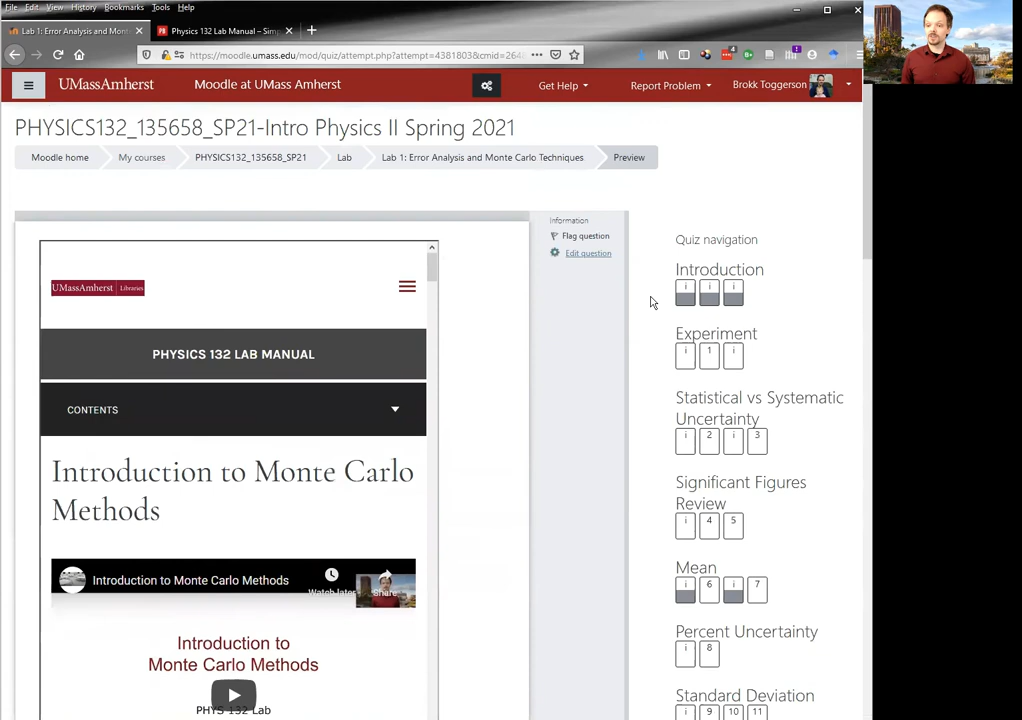 File Edit View History Bookmarks Tools Help
Lab 1: Error Analysis and Mont
Physics 132 Lab Manual – Simp
https://moodle.umass.edu/mod/quiz/attempt.php?attempt=4381803&cmid=264
UMassAmherst
Moodle at UMass Amherst
Get Help
Report Problem
Brokk Toggerson
PHYSICS132_135658_SP21-Intro Physics II Spring 2021
Moodle home
My courses
PHYSICS132_135658_SP21
Lab
Lab 1: Error Analysis and Monte Carlo Techniques
Preview
Information
Flag question
Edit question
UMassAmherst Libraries
PHYSICS 132 LAB MANUAL
CONTENTS
Introduction to Monte Carlo
Methods
Introduction to Monte Carlo Methods
Watch later
Share
Introduction to
Monte Carlo Methods
PHYS 132 Lab
Quiz navigation
Introduction
i i i
Experiment
i 1 i
Statistical vs Systematic
Uncertainty
i 2 i 3
Significant Figures
Review
i 4 5
Mean
i 6 i 7
Percent Uncertainty
i 8
Standard Deviation
i 9 10 11